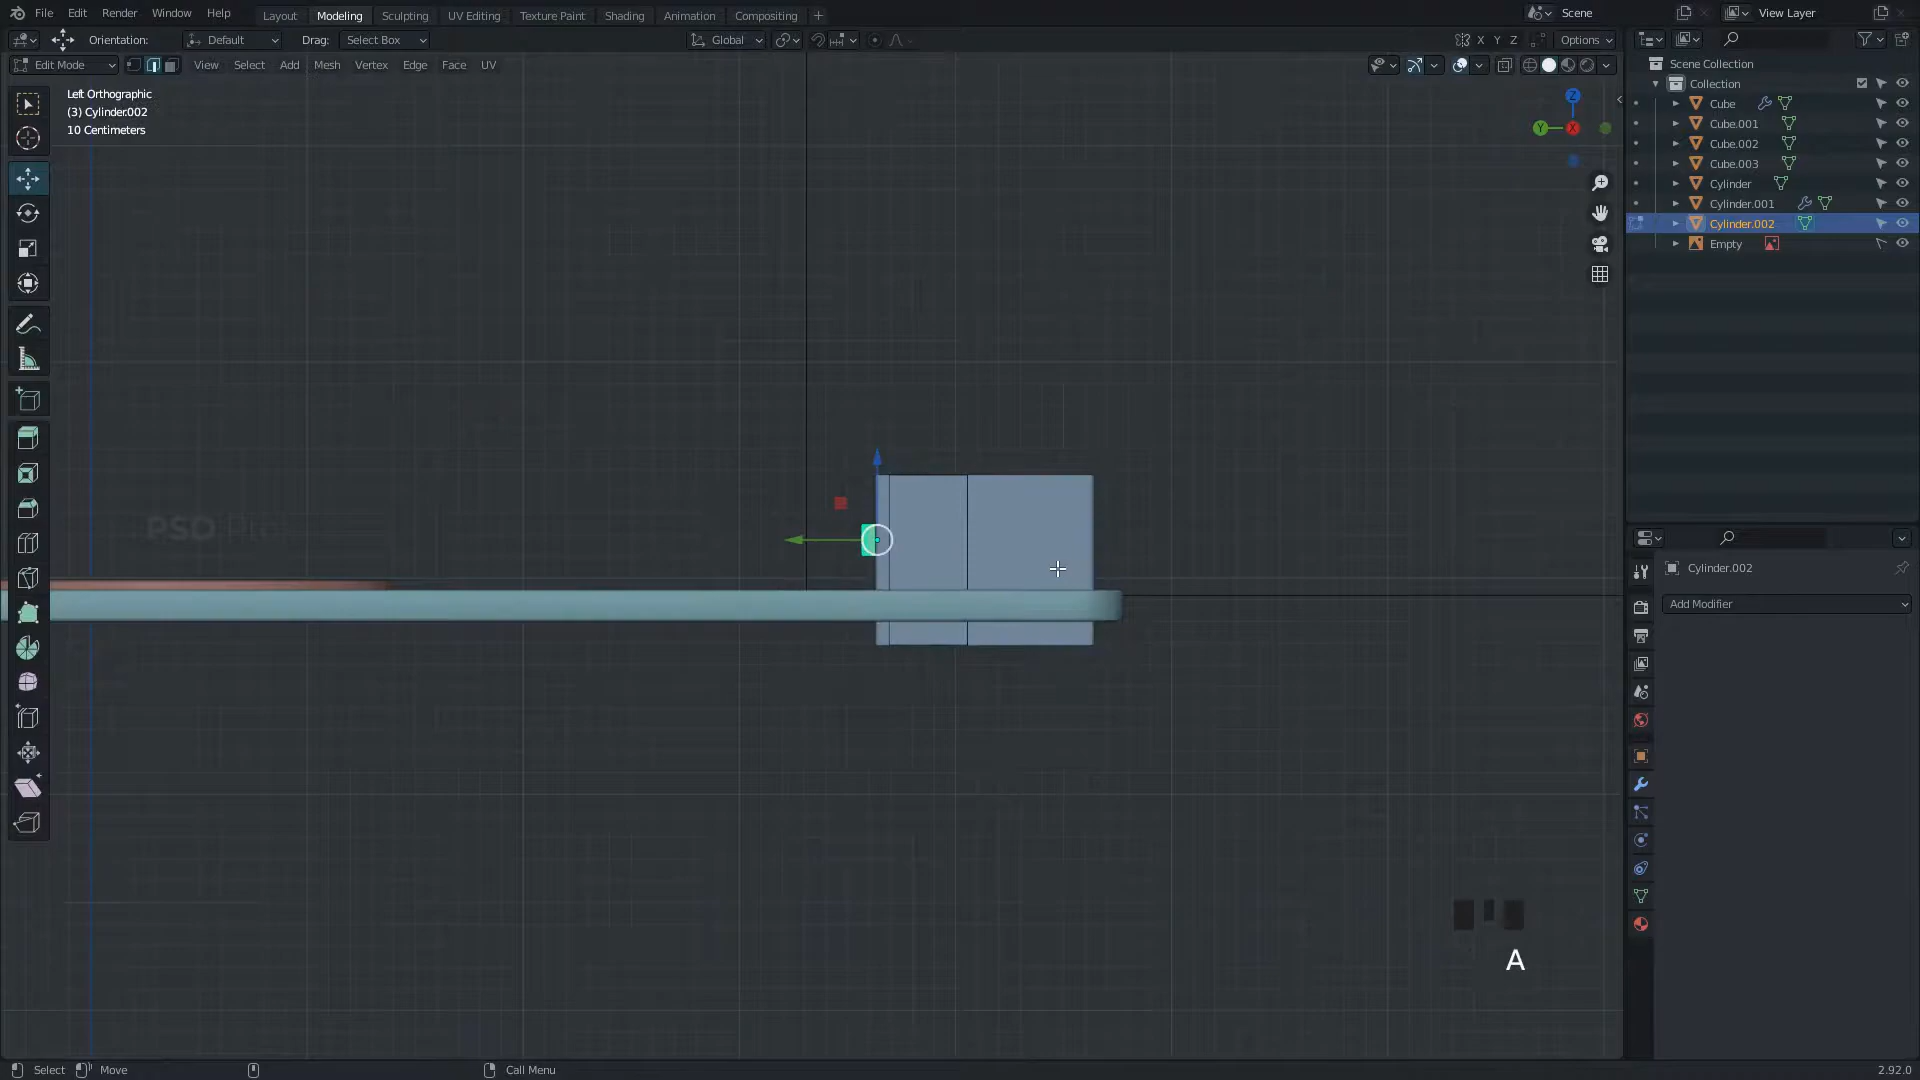 File Edit Render Window Help Layout Modeling Sculpting UV Editing Texture Paint Shading Animation Compositing + Scene View Layer
Orientation: Default Drag: Select Box Global X Y Z Options
Edit Mode View Select Add Mesh Vertex Edge Face UV
Left Orthographic
(3) Cylinder.002
10 Centimeters
Z
Y X
Scene Collection
Collection
Cube
Cube.001
Cube.002
Cube.003
Cylinder
Cylinder.001
Cylinder.002
Empty
PSD
Cylinder.002
Add Modifier
A
Select Move Call Menu 2.92.0